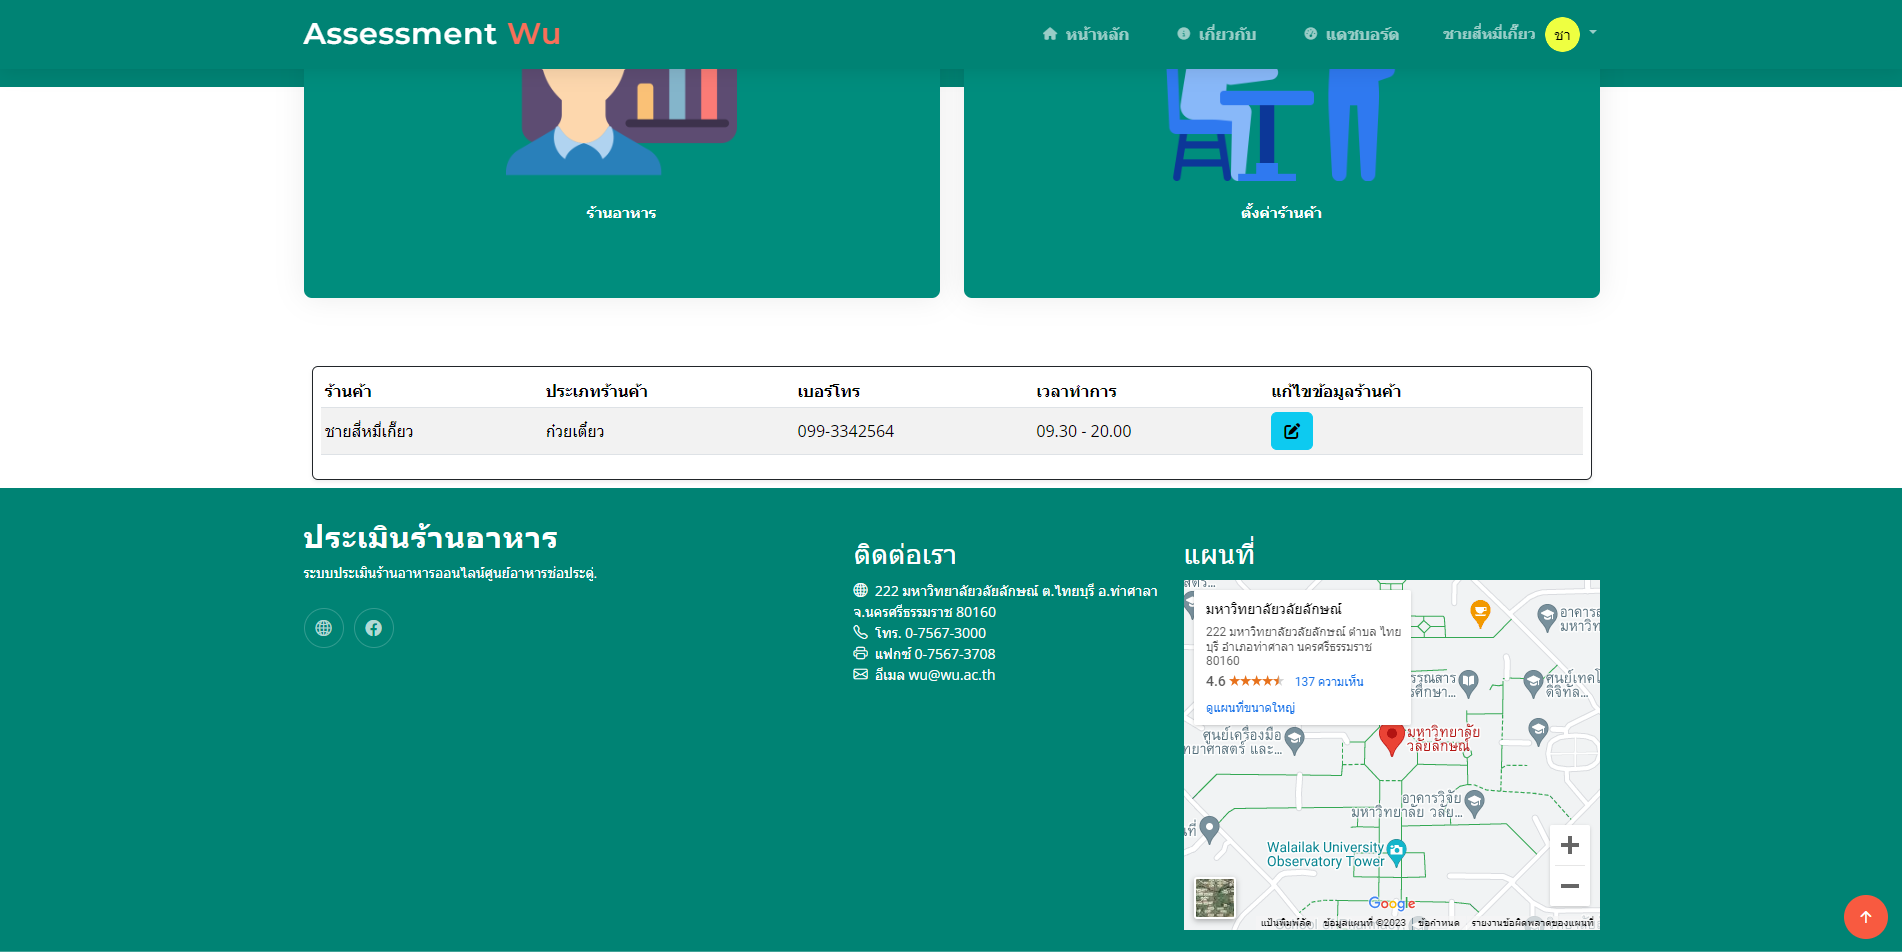 Assessment Wu
หน้าหลัก
เกี่ยวกับ
แดชบอร์ด
ชายสี่หมี่เกี๊ยว
ชา
ร้านอาหาร
ตั้งค่าร้านค้า
ร้านค้า ประเภทร้านค้า เบอร์โทร เวลาทำการ แก้ไขข้อมูลร้านค้า
ชายสี่หมี่เกี๊ยว ก๋วยเตี๋ยว 099-3342564 09.30 - 20.00
ประเมินร้านอาหาร
ระบบประเมินร้านอาหารออนไลน์ศูนย์อาหารช่อประดู่.
ติดต่อเรา
222 มหาวิทยาลัยวลัยลักษณ์ ต.ไทยบุรี อ.ท่าศาลา
จ.นครศรีธรรมราช 80160
โทร. 0-7567-3000
แฟกซ์ 0-7567-3708
อีเมล wu@wu.ac.th
แผนที่
มหาวิทยาลัยวลัยลักษณ์
222 มหาวิทยาลัยวลัยลักษณ์ ตำบล ไทย
บุรี อำเภอท่าศาลา นครศรีธรรมราช
80160
4.6 137 ความเห็น
ดูแผนที่ขนาดใหญ่
ศูนย์เทคโ
ดิจิทัล...
ศูนย์เครื่องมือ
ทยาศาสตร์ และ...
มหาวิทยาลัย
วลัยลักษณ์
อาคารวิจัย
มหาวิทยาลัย วลัย...
Walailak University
Observatory Tower
Google
แป้นพิมพ์ลัด ข้อมูลแผนที่ ©2023 ข้อกำหนด รายงานข้อผิดพลาดของแผนที่